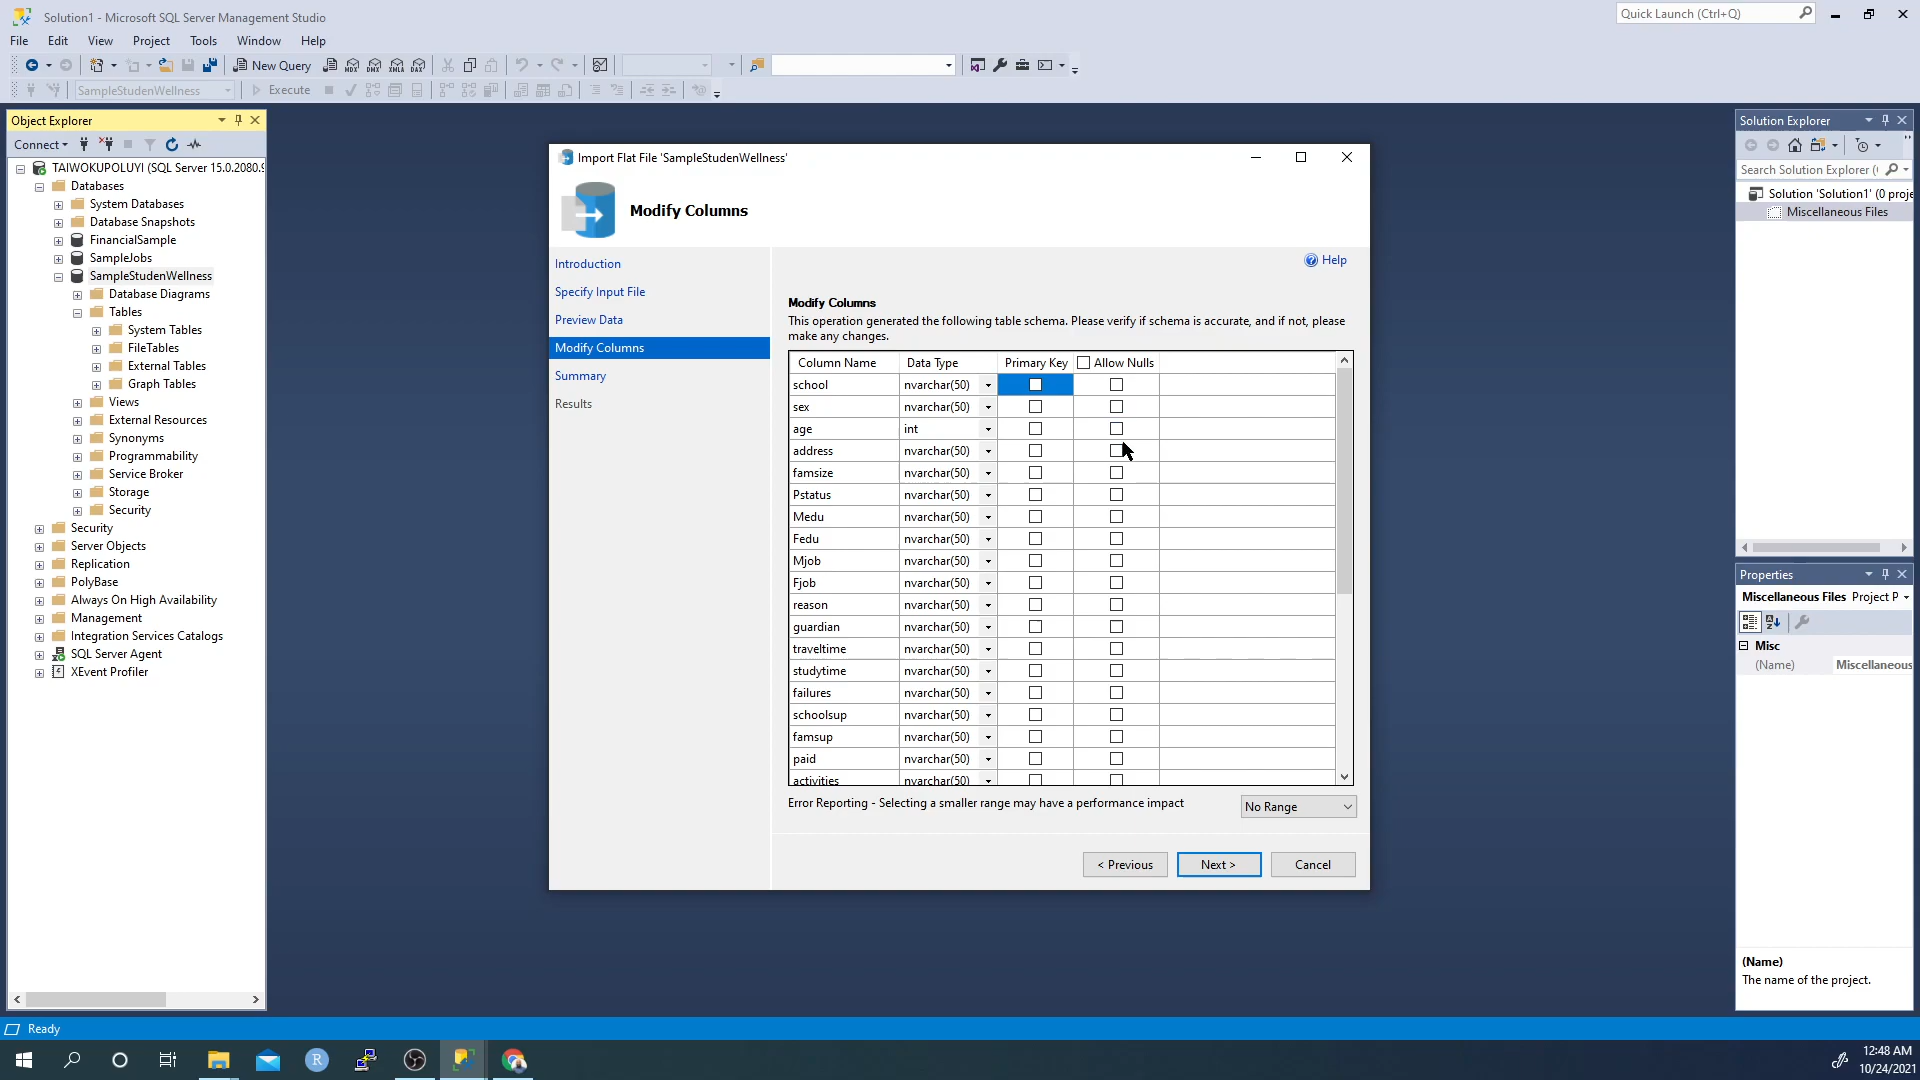 Solution1 - Microsoft SQL Server Management Studio
Quick Launch (Ctrl+Q)
File Edit View Project Tools Window Help
New Query
MDX DMX XMLA DAX
SampleStudenWellness Execute
Object Explorer
Connect
TAIWOKUPOLUYI (SQL Server 15.0.2080.9
Databases
System Databases
Database Snapshots
FinancialSample
SampleJobs
SampleStudenWellness
Database Diagrams
Tables
System Tables
FileTables
External Tables
Graph Tables
Views
External Resources
Synonyms
Programmability
Service Broker
Storage
Security
Security
Server Objects
Replication
PolyBase
Always On High Availability
Management
Integration Services Catalogs
SQL Server Agent
XEvent Profiler
Import Flat File 'SampleStudenWellness'
Modify Columns
Introduction
Specify Input File
Preview Data
Modify Columns
Summary
Results
Help
Modify Columns
This operation generated the following table schema. Please verify if schema is accurate, and if not, please
make any changes.
Column Name Data Type Primary Key Allow Nulls
school nvarchar(50)
sex nvarchar(50)
age int
address nvarchar(50)
famsize nvarchar(50)
Pstatus nvarchar(50)
Medu nvarchar(50)
Fedu nvarchar(50)
Mjob nvarchar(50)
Fjob nvarchar(50)
reason nvarchar(50)
guardian nvarchar(50)
traveltime nvarchar(50)
studytime nvarchar(50)
failures nvarchar(50)
schoolsup nvarchar(50)
famsup nvarchar(50)
paid nvarchar(50)
activities nvarchar(50)
Error Reporting - Selecting a smaller range may have a performance impact No Range
< Previous Next > Cancel
Solution Explorer
Search Solution Explorer (
Solution 'Solution1' (0 proje
Miscellaneous Files
Properties
Miscellaneous Files Project P
Misc
(Name) Miscellaneous
(Name)
The name of the project.
Ready
R
12:48 AM
10/24/2021